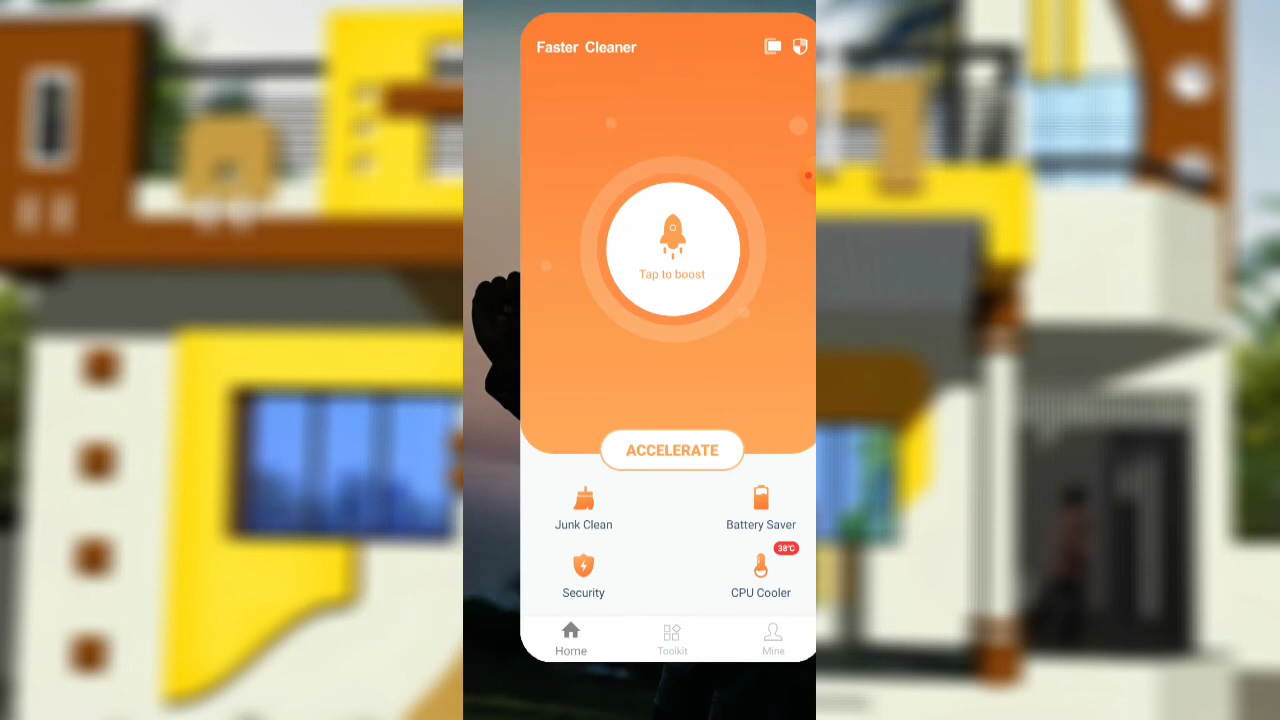 Faster Cleaner
Tap to boost
ACCELERATE
Junk Clean
Battery Saver
38°C
Security
CPU Cooler
Home
Toolkit
Mine